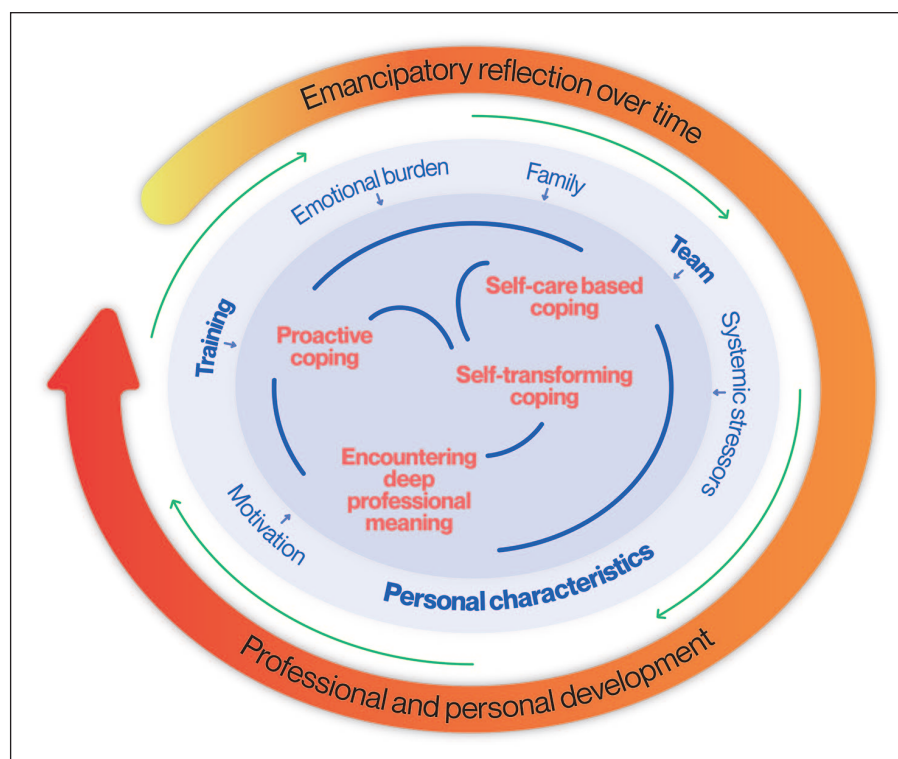 Emancipatory reflection over time
Emotional burden
Family
Team
Training
Systemic stressors
Self-care based
coping
Proactive
coping
Self-transforming
coping
Encountering
deep
professional
meaning
Motivation
Personal characteristics
Professional and personal development